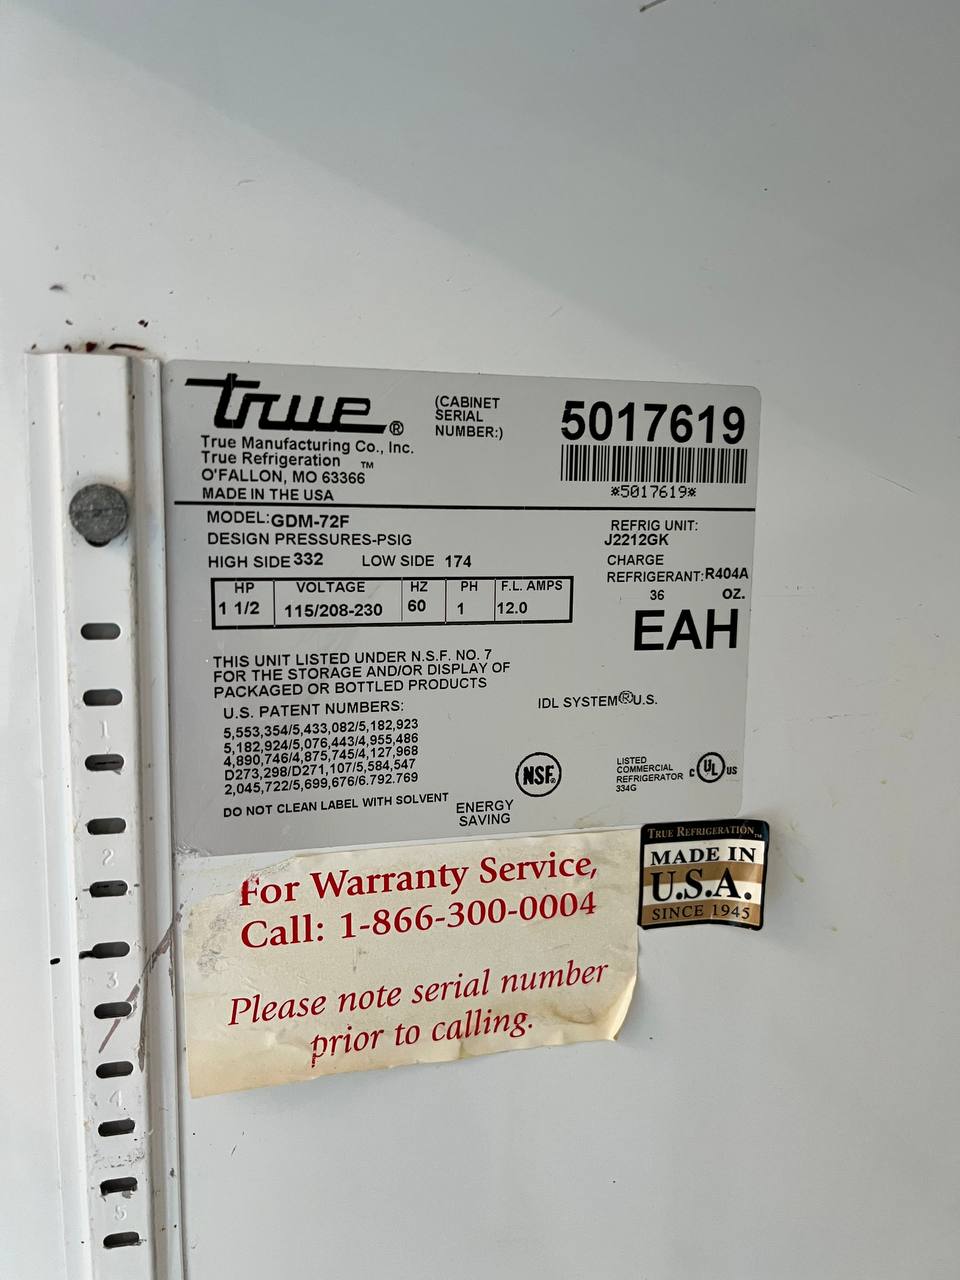 true®
True Manufacturing Co., Inc.
True Refrigeration ™
O'FALLON, MO 63366
MADE IN THE USA
(CABINET
SERIAL
NUMBER:)
5017619
*5017619*
MODEL:GDM-72F
DESIGN PRESSURES-PSIG
HIGH SIDE 332 LOW SIDE 174
REFRIG UNIT:
J2212GK
CHARGE
REFRIGERANT:R404A
36 OZ.
EAH
HP VOLTAGE HZ PH F.L. AMPS
1 1/2 115/208-230 60 1 12.0
THIS UNIT LISTED UNDER N.S.F. NO. 7
FOR THE STORAGE AND/OR DISPLAY OF
PACKAGED OR BOTTLED PRODUCTS
U.S. PATENT NUMBERS:
5,553,354/5,433,082/5,182,923
5,182,924/5,076,443/4,955,486
4,890,746/4,875,745/4,127,968
D273,298/D271,107/5,584,547
2,045,722/5,699,676/6.792.769
DO NOT CLEAN LABEL WITH SOLVENT
IDL SYSTEM®U.S.
NSF®
ENERGY
SAVING
LISTED
COMMERCIAL
REFRIGERATOR
334G
c UL us
TRUE REFRIGERATION™
MADE IN
U.S.A.
SINCE 1945
For Warranty Service,
Call: 1-866-300-0004
Please note serial number
prior to calling.
1
2
3
4
5